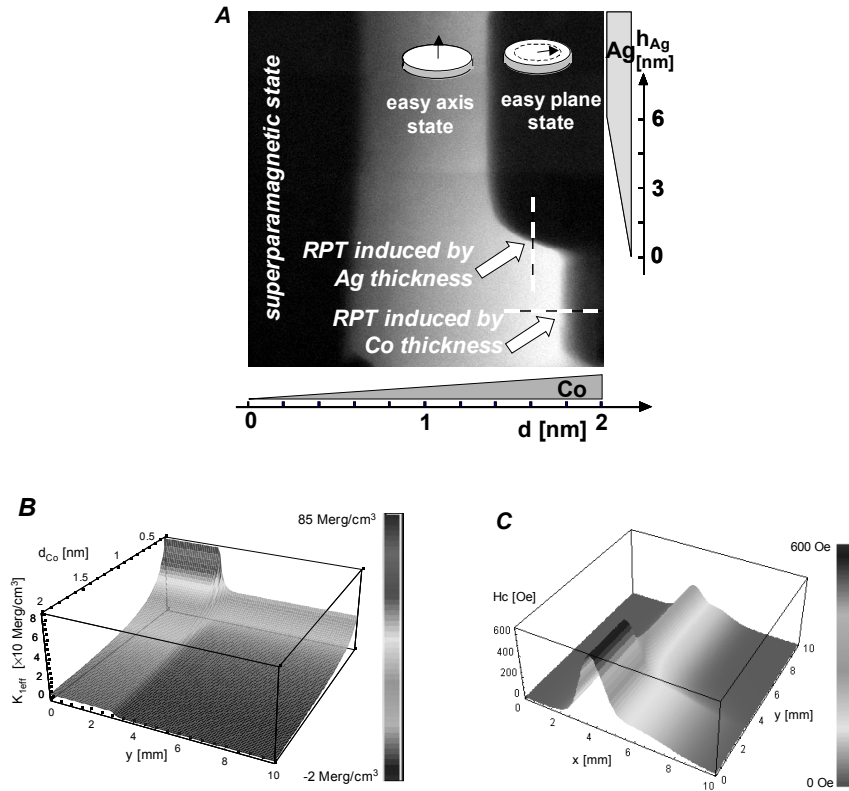 A
superparamagnetic state
easy axis
state
easy plane
state
Ag
hAg
[nm]
6
3
0
RPT induced by
Ag thickness
RPT induced by
Co thickness
Co
0
1
2
d [nm]
B
85 Merg/cm³
dCo [nm]
0.5
1
1.5
2
8
6
4
2
0
K1eff [×10 Merg/cm³]
0
2
4
6
8
10
y [mm]
-2 Merg/cm³
C
600 Oe
Hc [Oe]
600
400
200
0
0
2
4
6
8
10
x [mm]
0
2
4
6
8
10
y [mm]
0 Oe